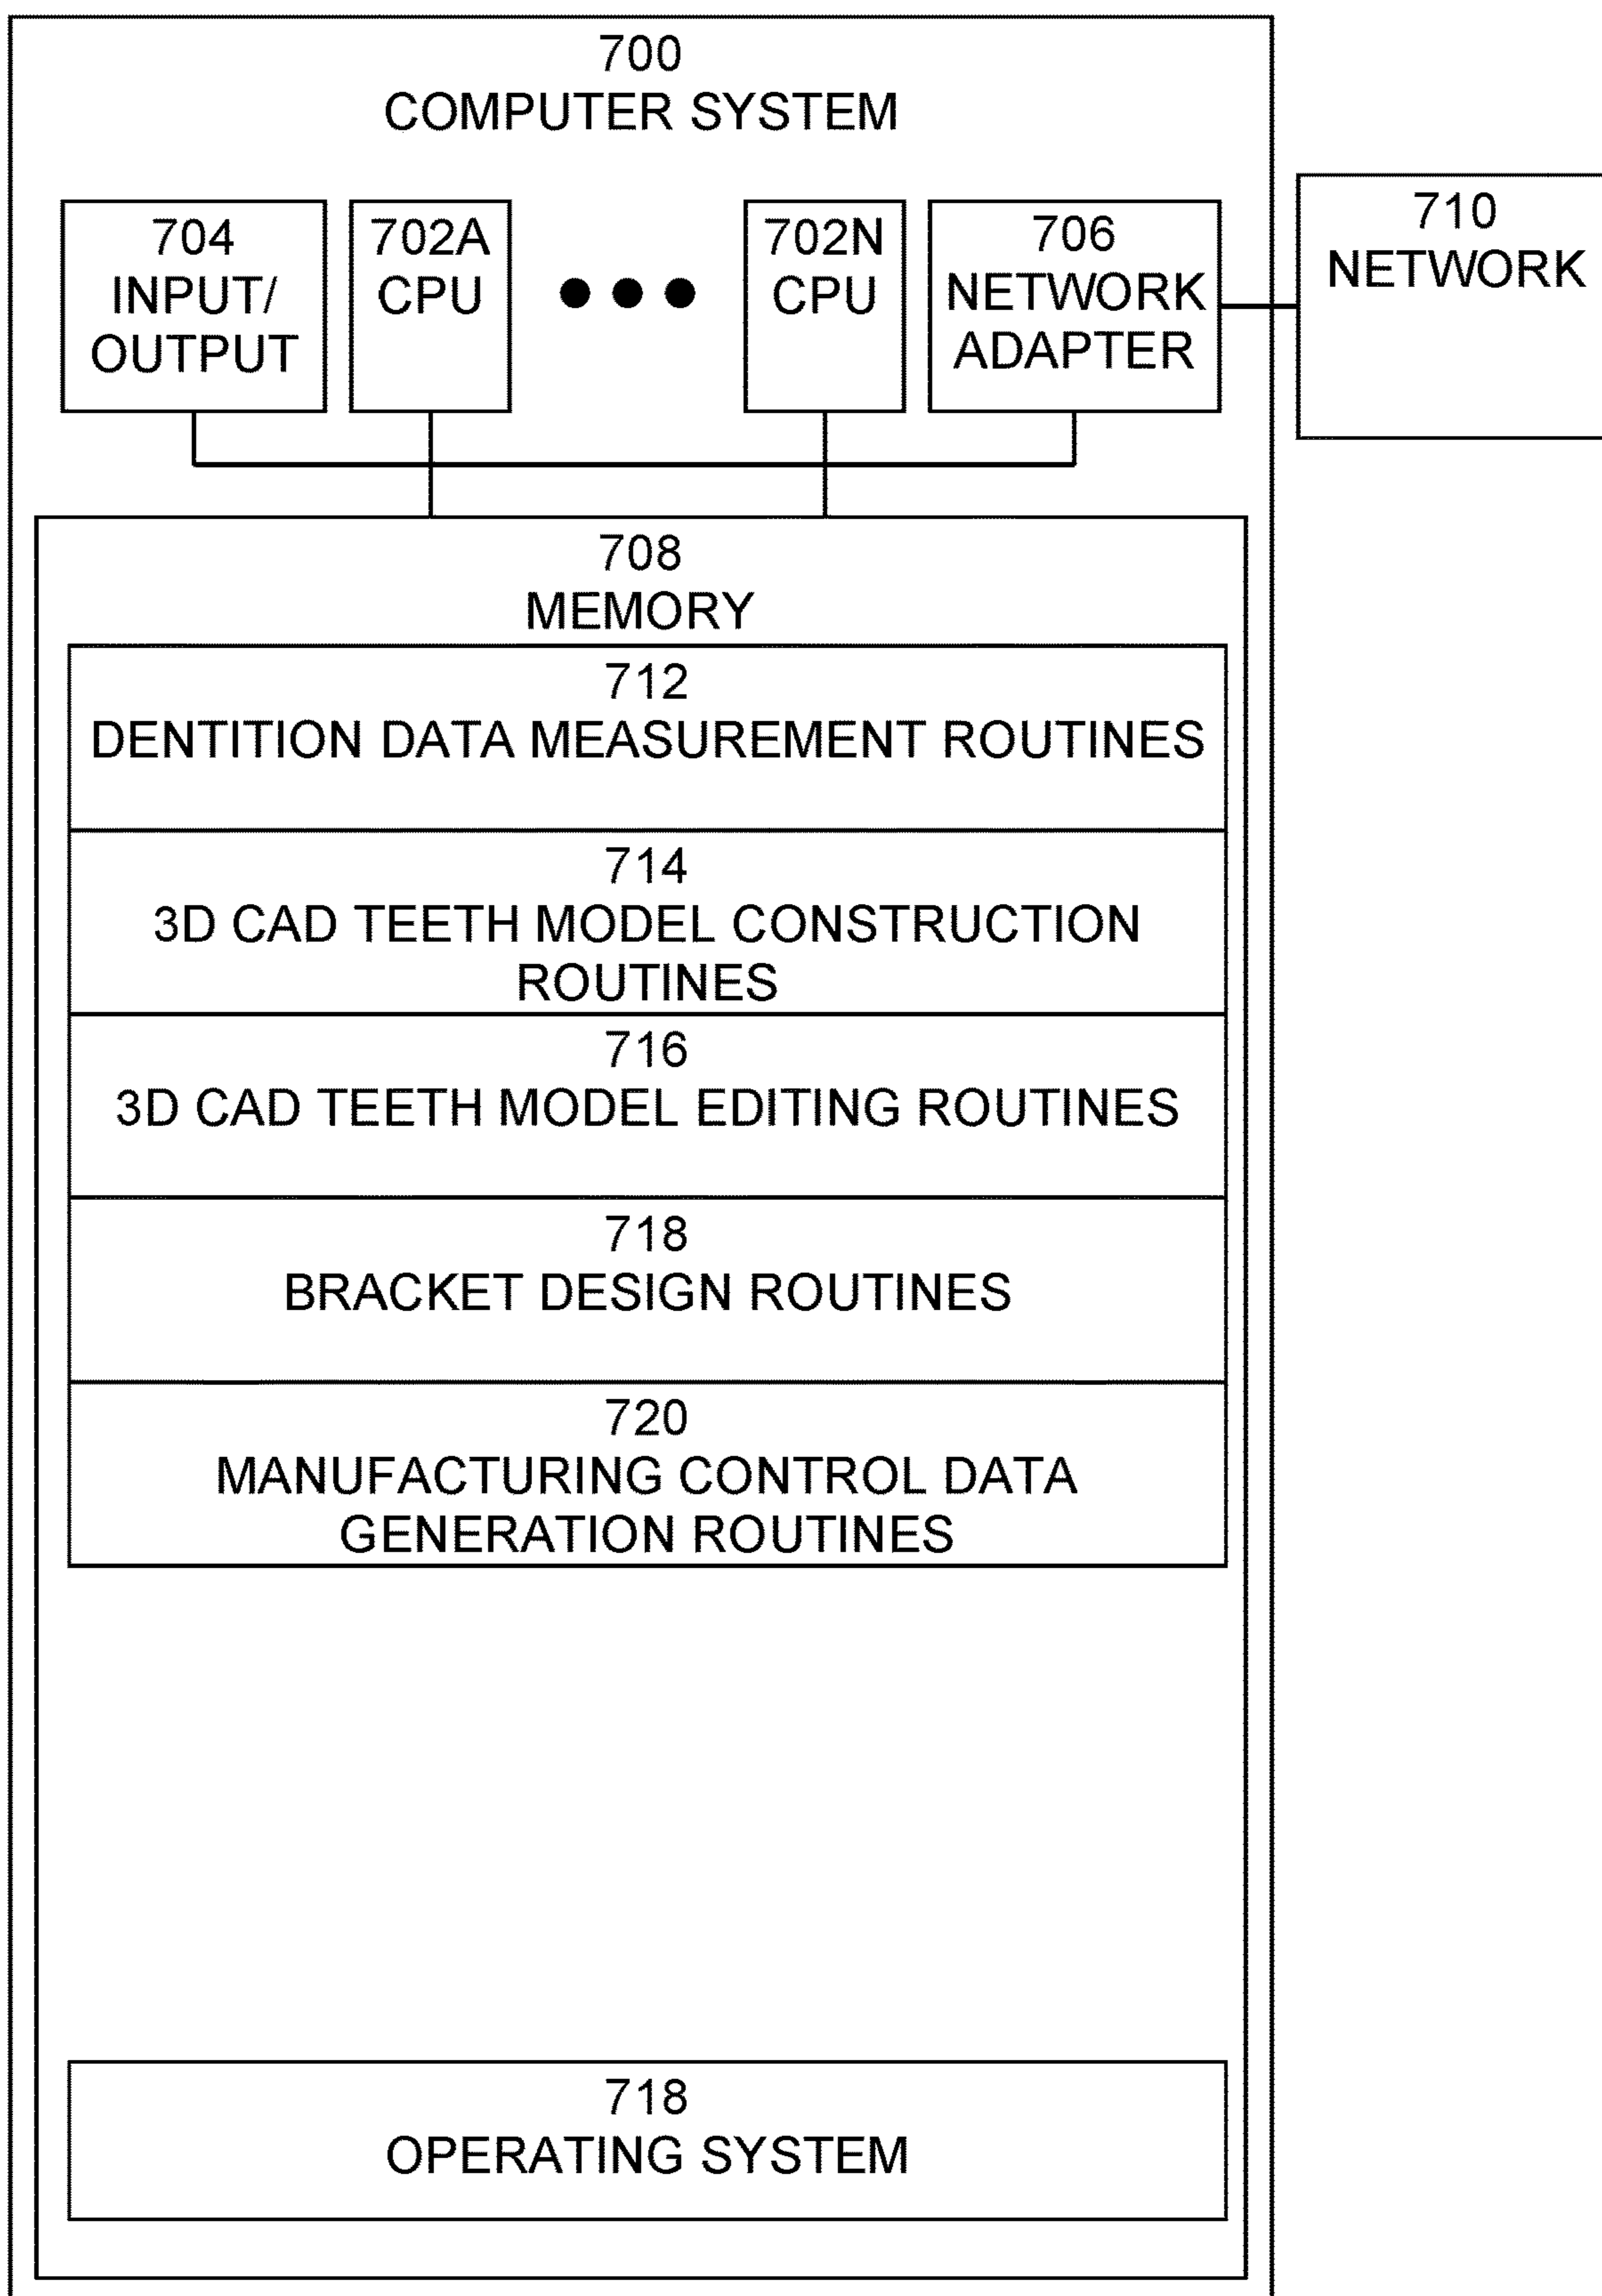 700
COMPUTER SYSTEM
704
INPUT/
OUTPUT
702A
CPU
702N
CPU
706
NETWORK
ADAPTER
710
NETWORK
708
MEMORY
712
DENTITION DATA MEASUREMENT ROUTINES
714
3D CAD TEETH MODEL CONSTRUCTION
ROUTINES
716
3D CAD TEETH MODEL EDITING ROUTINES
718
BRACKET DESIGN ROUTINES
720
MANUFACTURING CONTROL DATA
GENERATION ROUTINES
718
OPERATING SYSTEM